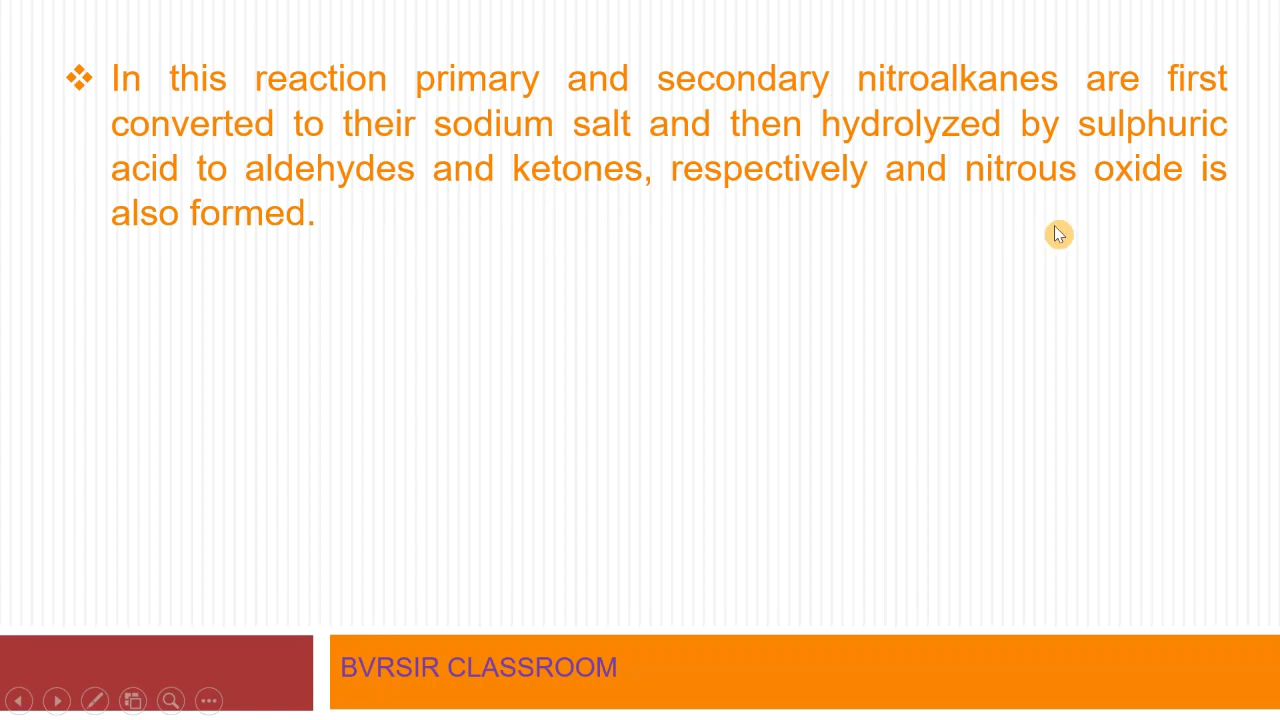 In this reaction primary and secondary nitroalkanes are first
converted to their sodium salt and then hydrolyzed by sulphuric
acid to aldehydes and ketones, respectively and nitrous oxide is
also formed.
BVRSIR CLASSROOM